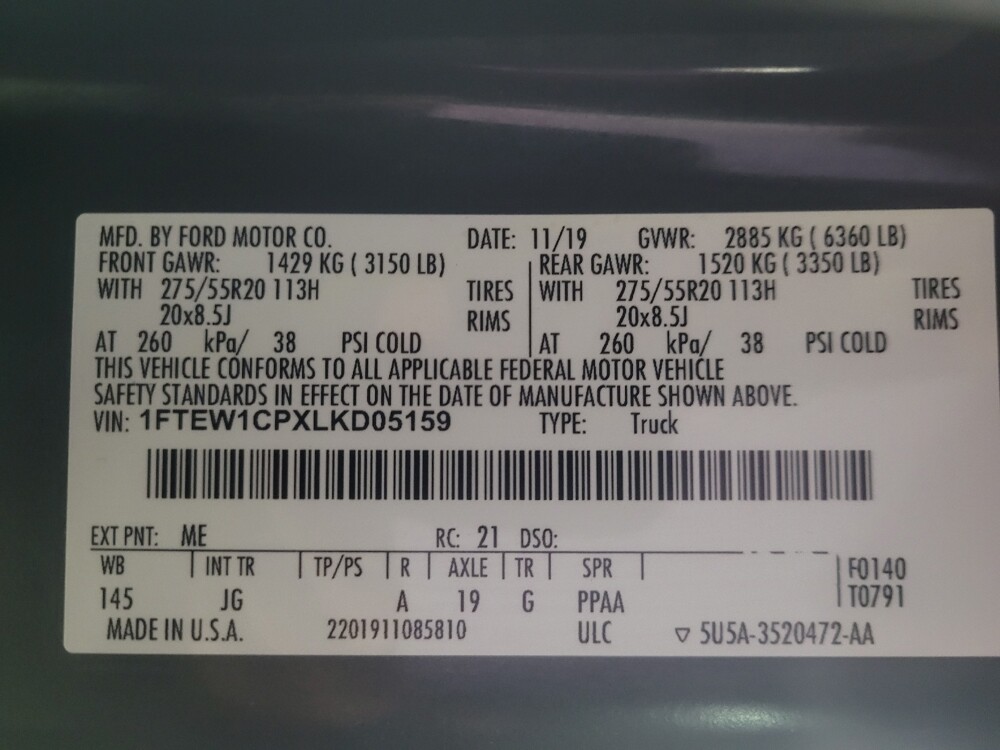 MFD. BY FORD MOTOR CO. DATE: 11/19 GVWR: 2885 KG ( 6360 LB)
FRONT GAWR: 1429 KG ( 3150 LB) REAR GAWR: 1520 KG ( 3350 LB)
WITH 275/55R20 113H TIRES WITH 275/55R20 113H TIRES
20x8.5J RIMS 20x8.5J RIMS
AT 260 kPa/ 38 PSI COLD AT 260 kPa/ 38 PSI COLD
THIS VEHICLE CONFORMS TO ALL APPLICABLE FEDERAL MOTOR VEHICLE
SAFETY STANDARDS IN EFFECT ON THE DATE OF MANUFACTURE SHOWN ABOVE.
VIN: 1FTEW1CPXLKD05159 TYPE: Truck
EXT PNT: ME RC: 21 DSO:
WB INT TR TP/PS R AXLE TR SPR F0140
145 JG A 19 G PPAA T0791
MADE IN U.S.A. 2201911085810 ULC ▽ 5U5A-3520472-AA